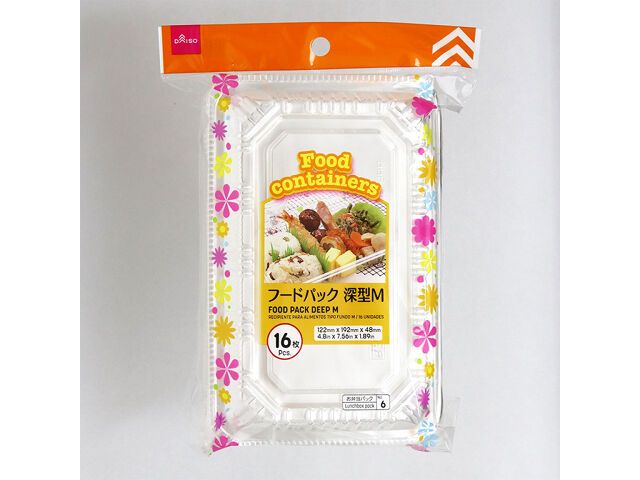 DAISO
Food
containers
フードパック 深型M
FOOD PACK DEEP M
RECIPIENTE PARA ALIMENTOS TIPO FUNDO M / 16 UNIDADES
16枚
Pcs.
122mm x 192mm x 48mm
4.8in x 7.56in x 1.89in
お弁当パック
Lunchbox pack
No.
6